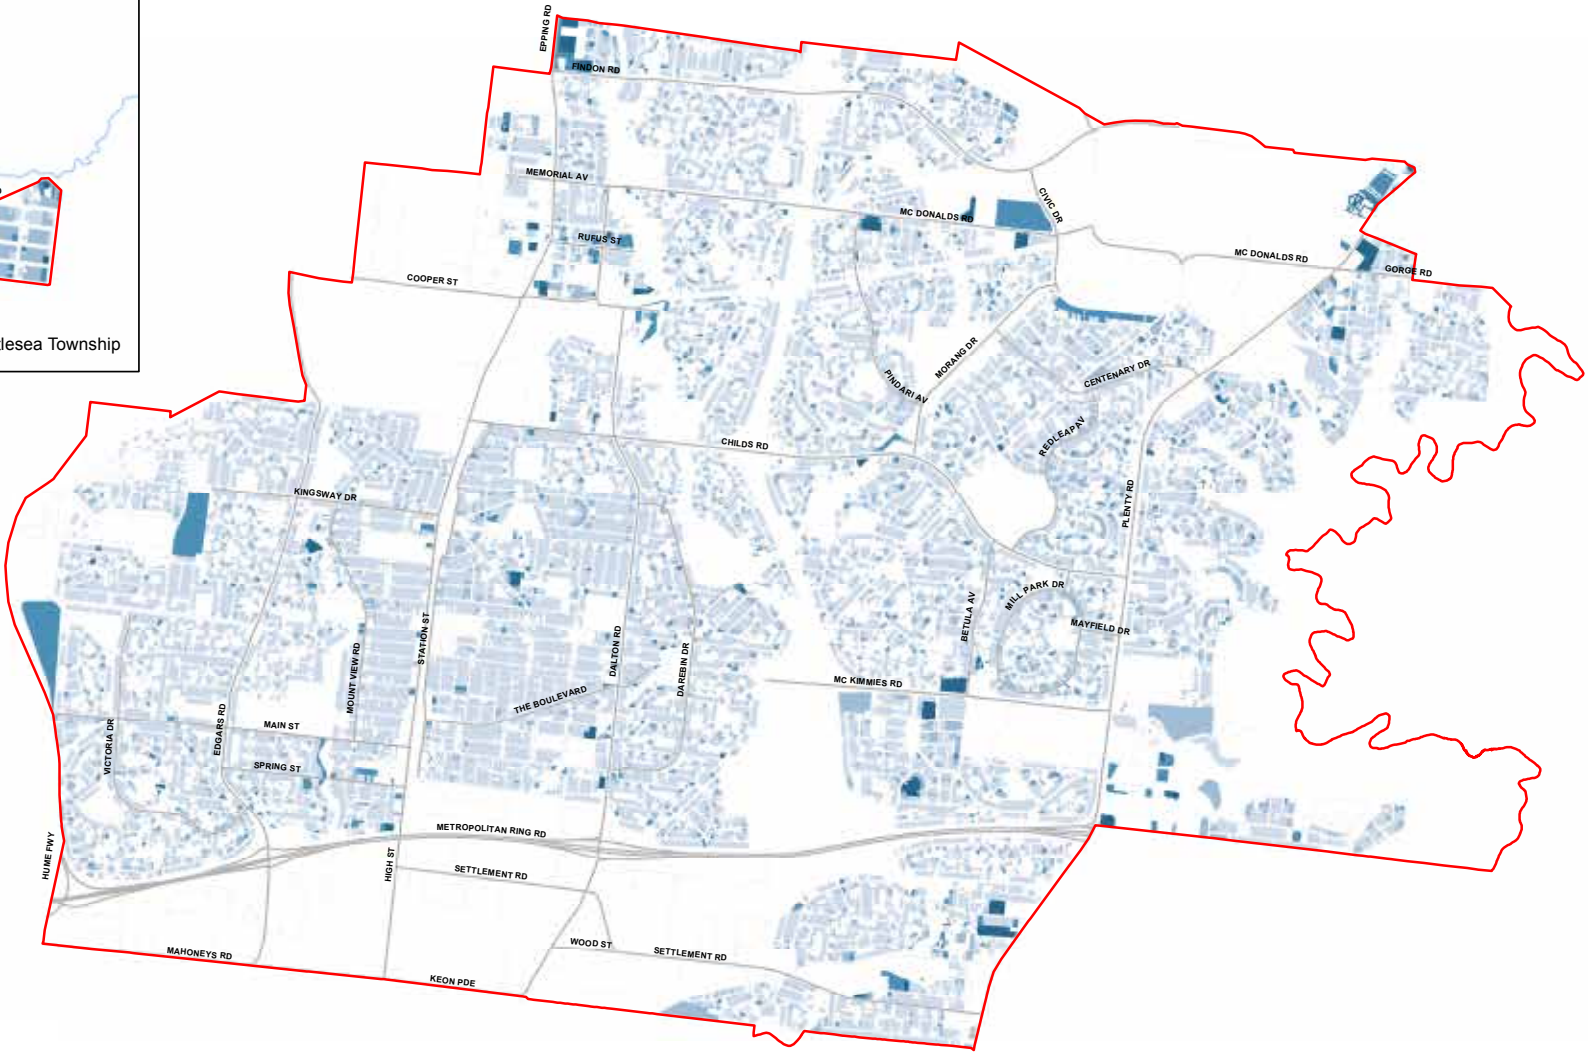 EPPING RD
FINDON RD
MEMORIAL AV
CIVIC DR
MC DONALDS RD
RUFUS ST
MC DONALDS RD
GORGE RD
COOPER ST
lesea Township
MORANG DR
CENTENARY DR
PINDARI AV
REDLEAP AV
CHILDS RD
KINGSWAY DR
PLENTY RD
MILL PARK DR
BETULA AV
MAYFIELD DR
STATION ST
DALTON RD
DAREBIN DR
MOUNT VIEW RD
MC KIMMIES RD
THE BOULEVARD
EDGARS RD
MAIN ST
VICTORIA DR
SPRING ST
METROPOLITAN RING RD
HUME FWY
HIGH ST
SETTLEMENT RD
WOOD ST
SETTLEMENT RD
MAHONEYS RD
KEON PDE